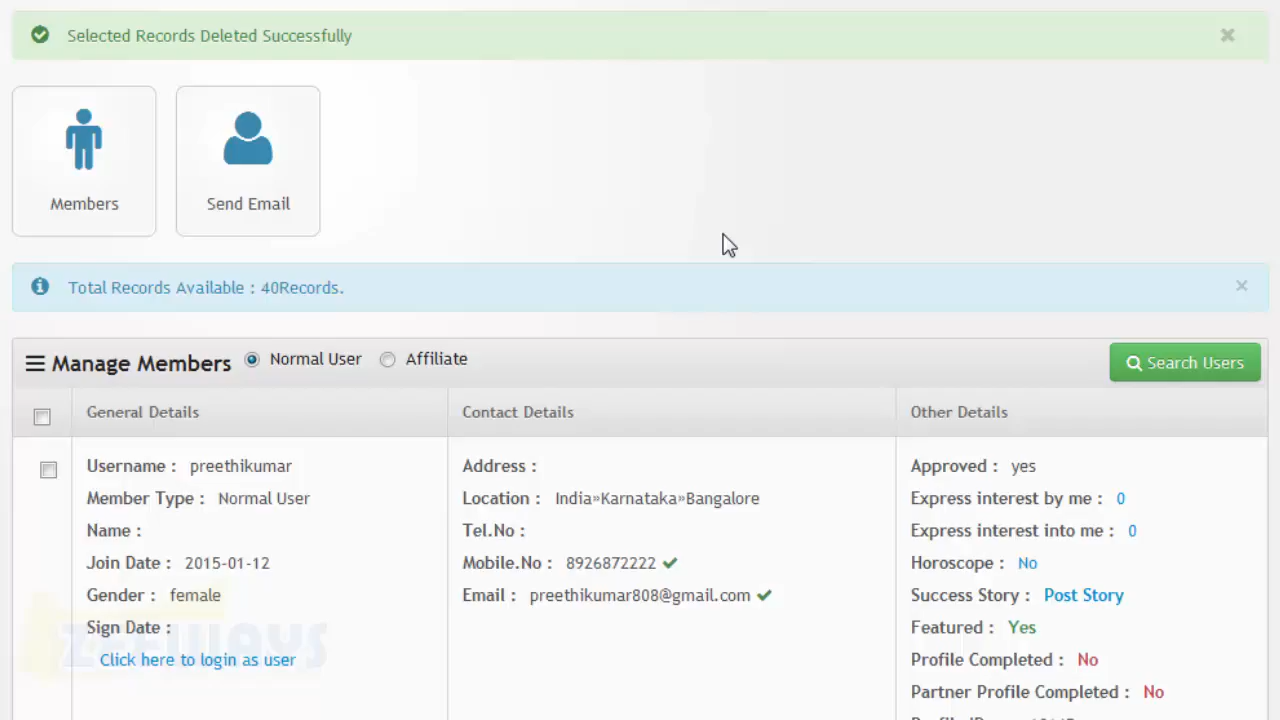 Selected Records Deleted Successfully
Members
Send Email
Total Records Available : 40Records.
Manage Members Normal User Affiliate Search Users
General Details Contact Details Other Details
Username : preethikumar
Member Type : Normal User
Name :
Join Date : 2015-01-12
Gender : female
Sign Date :
Click here to login as user
Address :
Location : India»Karnataka»Bangalore
Tel.No :
Mobile.No : 8926872222
Email : preethikumar808@gmail.com
Approved : yes
Express interest by me : 0
Express interest into me : 0
Horoscope : No
Success Story : Post Story
Featured : Yes
Profile Completed : No
Partner Profile Completed : No
ZEEWAYS